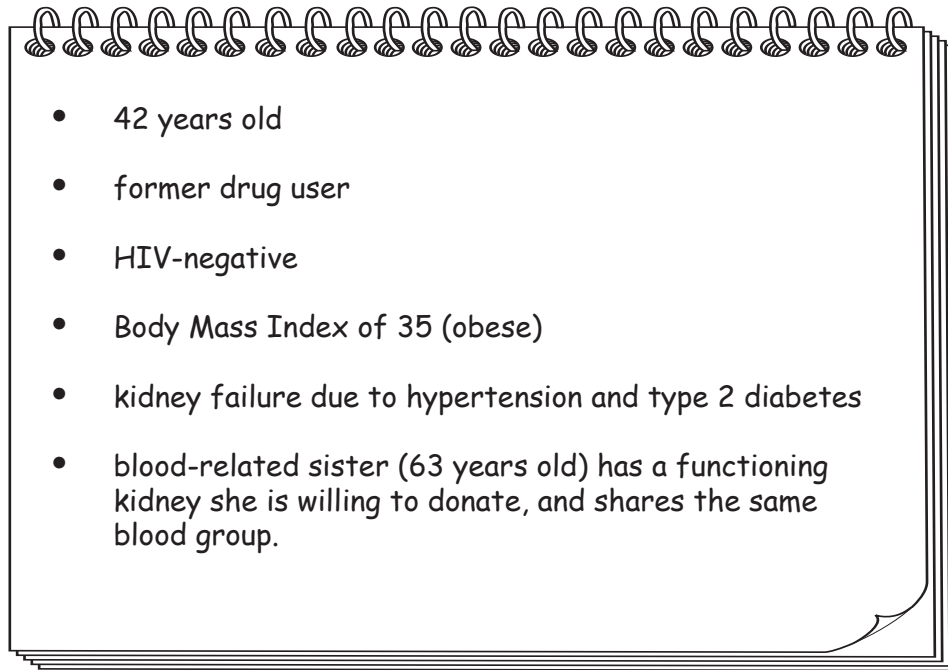 • 42 years old
• former drug user
• HIV-negative
• Body Mass Index of 35 (obese)
• kidney failure due to hypertension and type 2 diabetes
• blood-related sister (63 years old) has a functioning
kidney she is willing to donate, and shares the same
blood group.